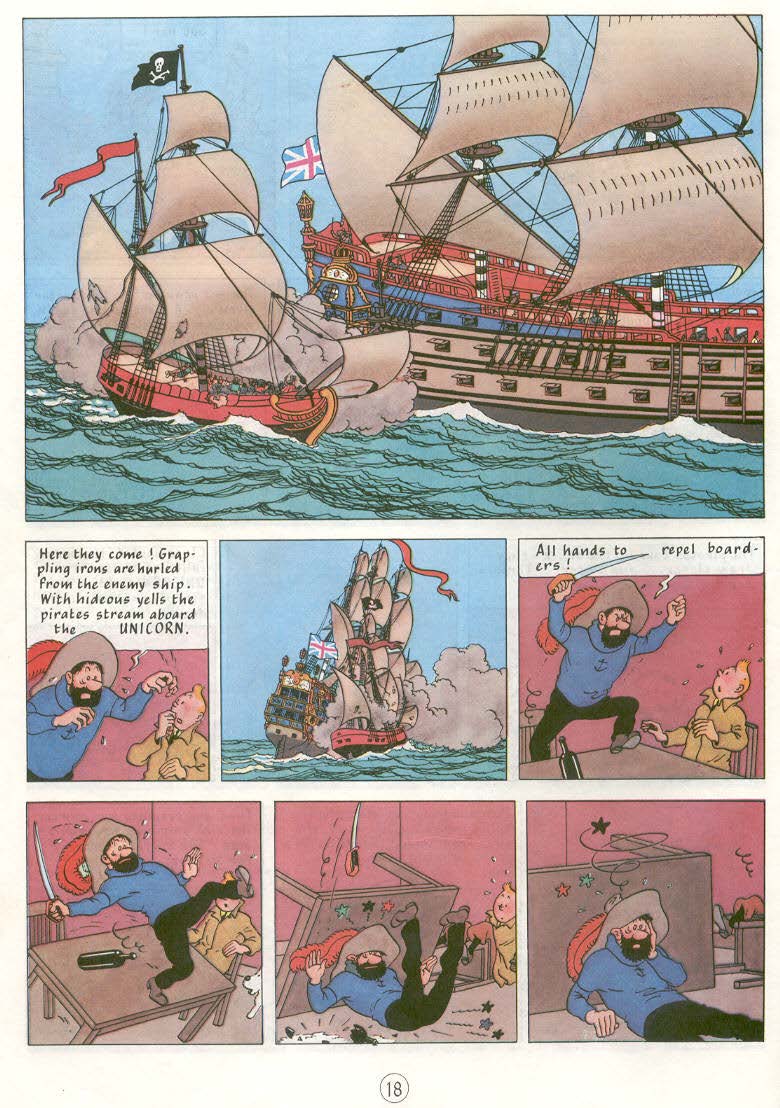 Here they come ! Grap-
pling irons are hurled
from the enemy ship.
With hideous yells the
pirates stream aboard
the UNICORN.
All hands to repel board-
ers !
18